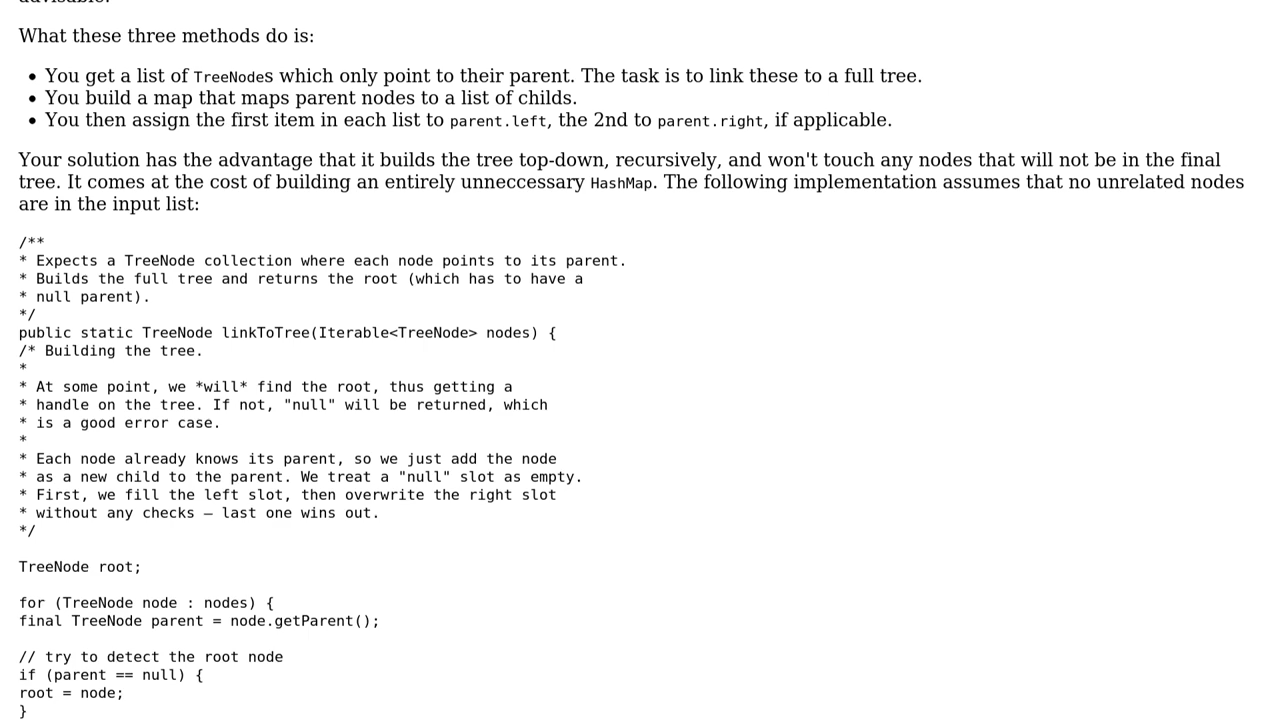 What these three methods do is:
• You get a list of TreeNodes which only point to their parent. The task is to link these to a full tree.
• You build a map that maps parent nodes to a list of childs.
• You then assign the first item in each list to parent.left, the 2nd to parent.right, if applicable.
Your solution has the advantage that it builds the tree top-down, recursively, and won't touch any nodes that will not be in the final
tree. It comes at the cost of building an entirely unneccessary HashMap. The following implementation assumes that no unrelated nodes
are in the input list:
/**
* Expects a TreeNode collection where each node points to its parent.
* Builds the full tree and returns the root (which has to have a
* null parent).
*/
public static TreeNode linkToTree(Iterable<TreeNode> nodes) {
/* Building the tree.
*
* At some point, we *will* find the root, thus getting a
* handle on the tree. If not, "null" will be returned, which
* is a good error case.
*
* Each node already knows its parent, so we just add the node
* as a new child to the parent. We treat a "null" slot as empty.
* First, we fill the left slot, then overwrite the right slot
* without any checks – last one wins out.
*/
TreeNode root;
for (TreeNode node : nodes) {
final TreeNode parent = node.getParent();
// try to detect the root node
if (parent == null) {
root = node;
}